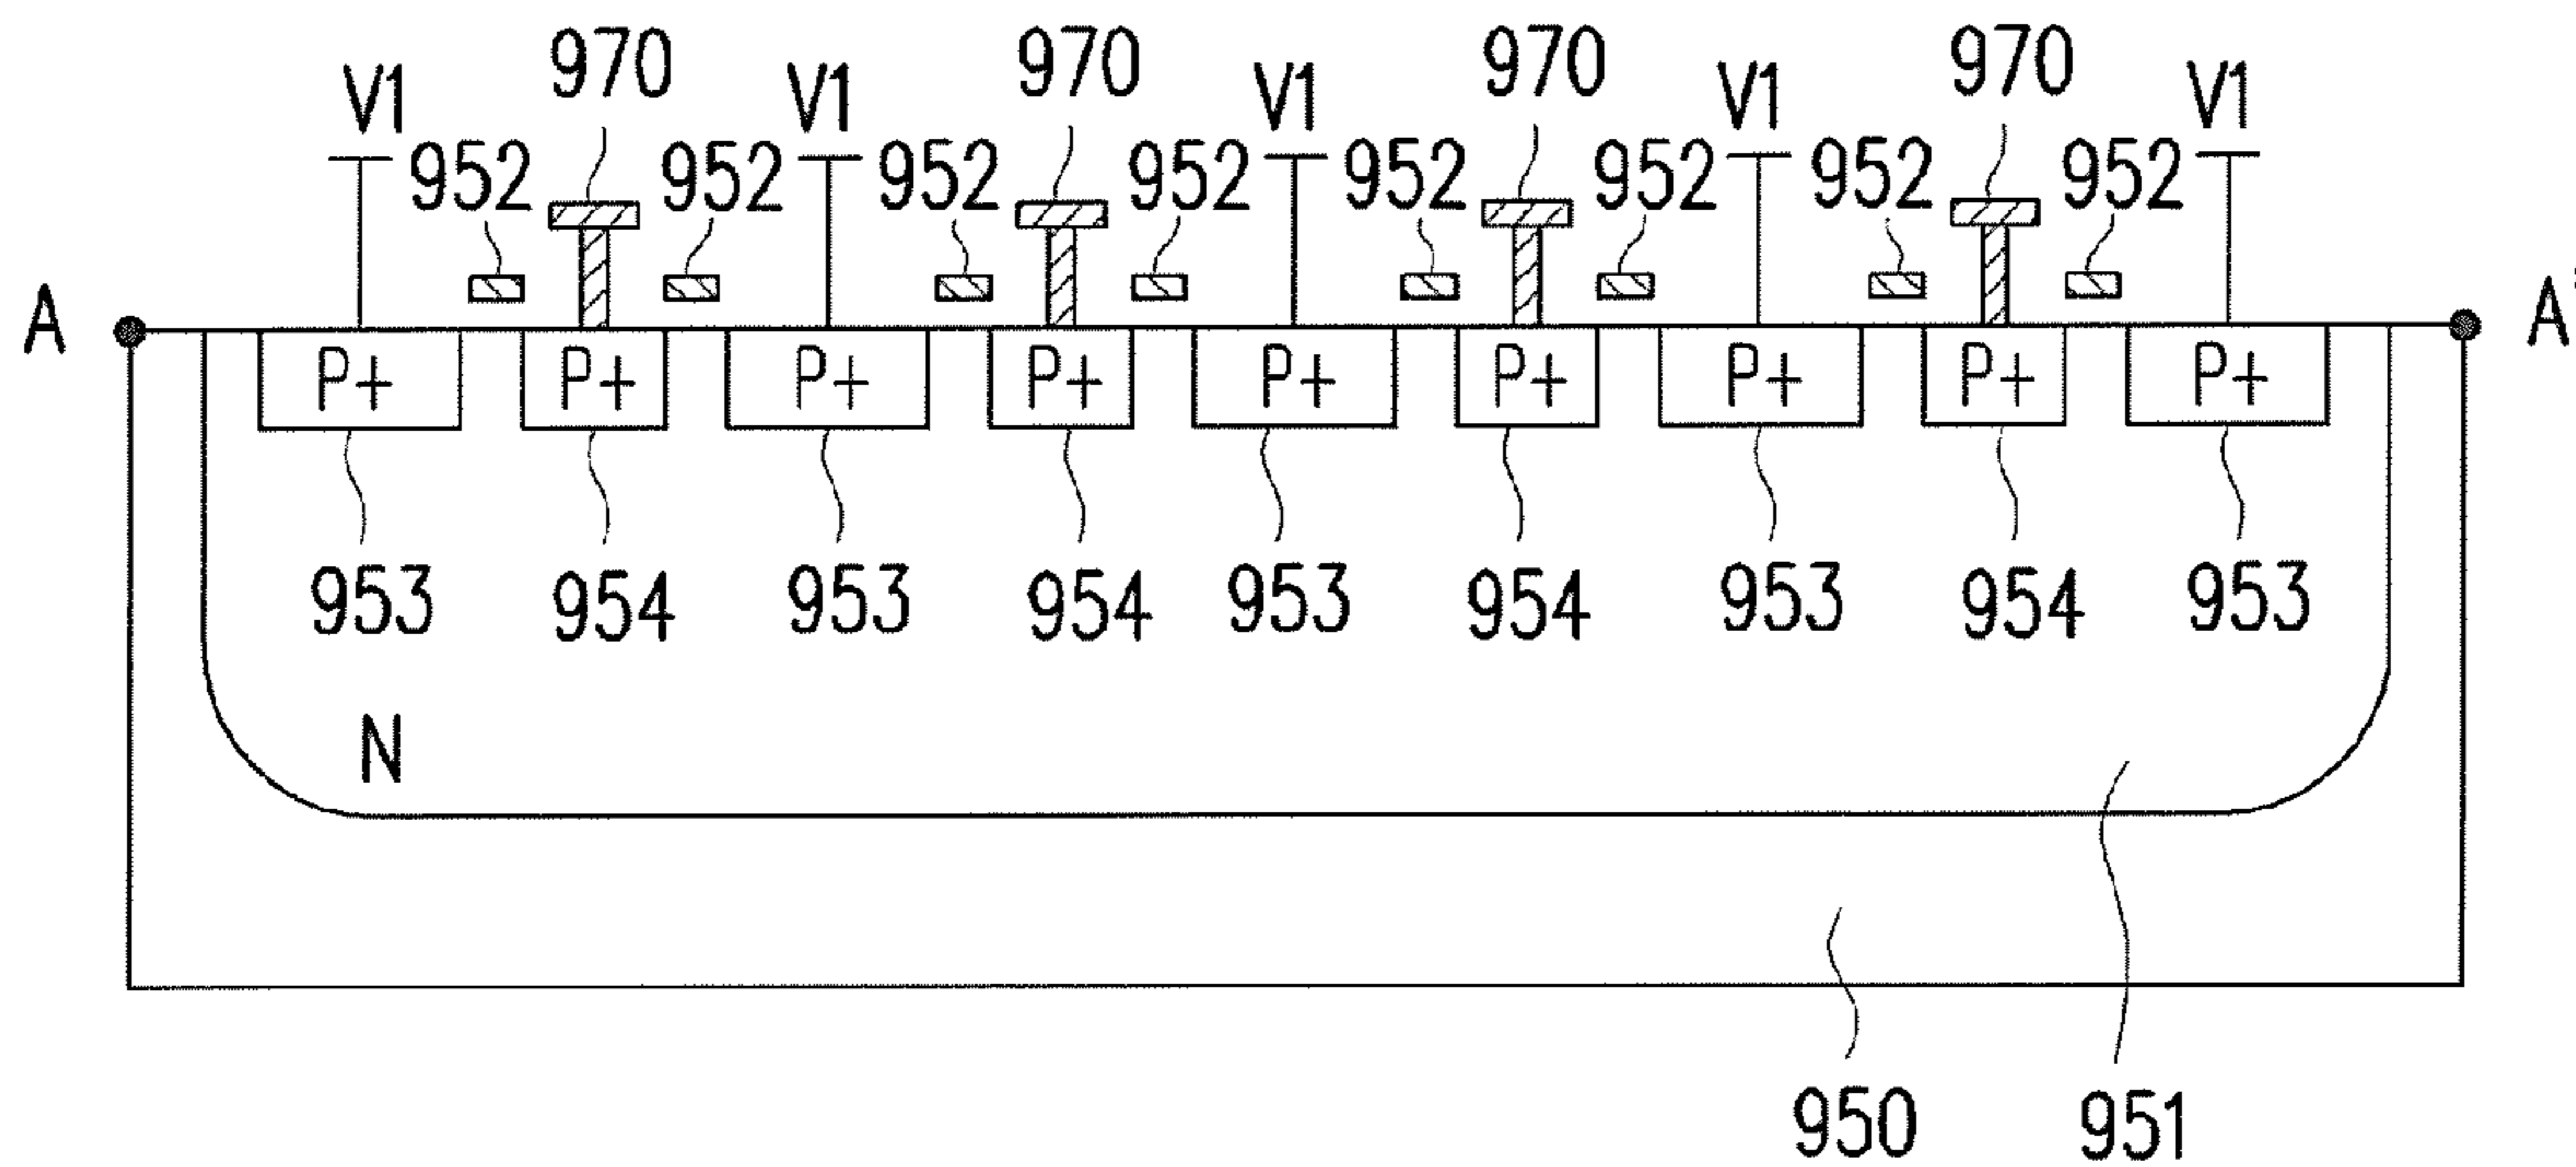 970 970 970 970
V1 V1 V1 V1 V1
952 952 952 952 952 952 952 952
A A'
P+ P+ P+ P+ P+ P+ P+ P+ P+
953 954 953 954 953 954 953 954 953
N
950 951